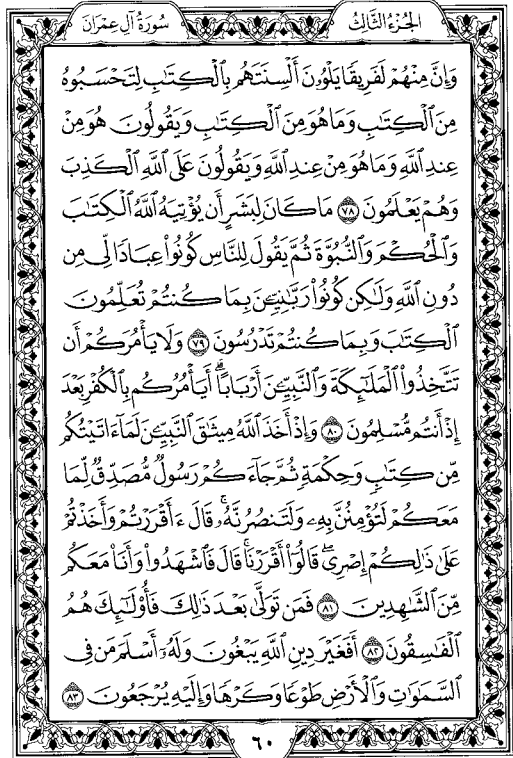 الجزء الثالث
سورة آل عمران
وَإِنَّ مِنْهُمْ لَفَرِيقًا يَلْوُۥنَ أَلْسِنَتَهُم بِٱلْكِتَٰبِ لِتَحْسَبُوهُ
مِنَ ٱلْكِتَٰبِ وَمَا هُوَ مِنَ ٱلْكِتَٰبِ وَيَقُولُونَ هُوَ مِنْ
عِندِ ٱللَّهِ وَمَا هُوَ مِنْ عِندِ ٱللَّهِ وَيَقُولُونَ عَلَى ٱللَّهِ ٱلْكَذِبَ
وَهُمْ يَعْلَمُونَ ٧٨ مَا كَانَ لِبَشَرٍ أَن يُؤْتِيَهُ ٱللَّهُ ٱلْكِتَٰبَ
وَٱلْحُكْمَ وَٱلنُّبُوَّةَ ثُمَّ يَقُولَ لِلنَّاسِ كُونُوا۟ عِبَادًا لِّى مِن
دُونِ ٱللَّهِ وَلَٰكِن كُونُوا۟ رَبَّٰنِيِّۦنَ بِمَا كُنتُمْ تُعَلِّمُونَ
ٱلْكِتَٰبَ وَبِمَا كُنتُمْ تَدْرُسُونَ ٧٩ وَلَا يَأْمُرَكُمْ أَن
تَتَّخِذُوا۟ ٱلْمَلَٰٓئِكَةَ وَٱلنَّبِيِّۦنَ أَرْبَابًا ۗ أَيَأْمُرُكُم بِٱلْكُفْرِ بَعْدَ
إِذْ أَنتُم مُّسْلِمُونَ ٨٠ وَإِذْ أَخَذَ ٱللَّهُ مِيثَٰقَ ٱلنَّبِيِّۦنَ لَمَآ ءَاتَيْتُكُم
مِّن كِتَٰبٍ وَحِكْمَةٍ ثُمَّ جَآءَكُمْ رَسُولٌ مُّصَدِّقٌ لِّمَا
مَعَكُمْ لَتُؤْمِنُنَّ بِهِۦ وَلَتَنصُرُنَّهُۥ ۚ قَالَ ءَأَقْرَرْتُمْ وَأَخَذْتُمْ
عَلَىٰ ذَٰلِكُمْ إِصْرِى ۖ قَالُوٓا۟ أَقْرَرْنَا ۚ قَالَ فَٱشْهَدُوا۟ وَأَنَا۠ مَعَكُم
مِّنَ ٱلشَّٰهِدِينَ ٨١ فَمَن تَوَلَّىٰ بَعْدَ ذَٰلِكَ فَأُو۟لَٰٓئِكَ هُمُ
ٱلْفَٰسِقُونَ ٨٢ أَفَغَيْرَ دِينِ ٱللَّهِ يَبْغُونَ وَلَهُۥٓ أَسْلَمَ مَن فِى
ٱلسَّمَٰوَٰتِ وَٱلْأَرْضِ طَوْعًا وَكَرْهًا وَإِلَيْهِ يُرْجَعُونَ ٨٣
٦٠